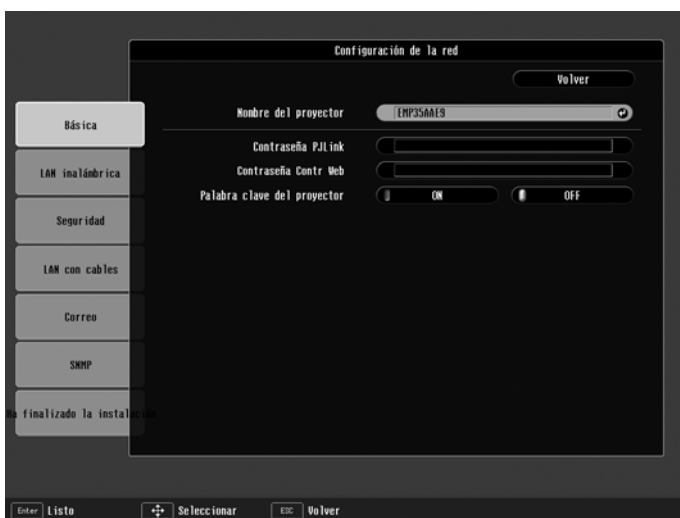 Configuración de la red
Volver
Nombre del proyector EMP35AAE9
Contraseña PJLink
Contraseña Contr Web
Palabra clave del proyector ON OFF
Básica
LAN inalámbrica
Seguridad
LAN con cables
Correo
SNMP
Ha finalizado la instalación
Enter Listo Seleccionar ESC Volver